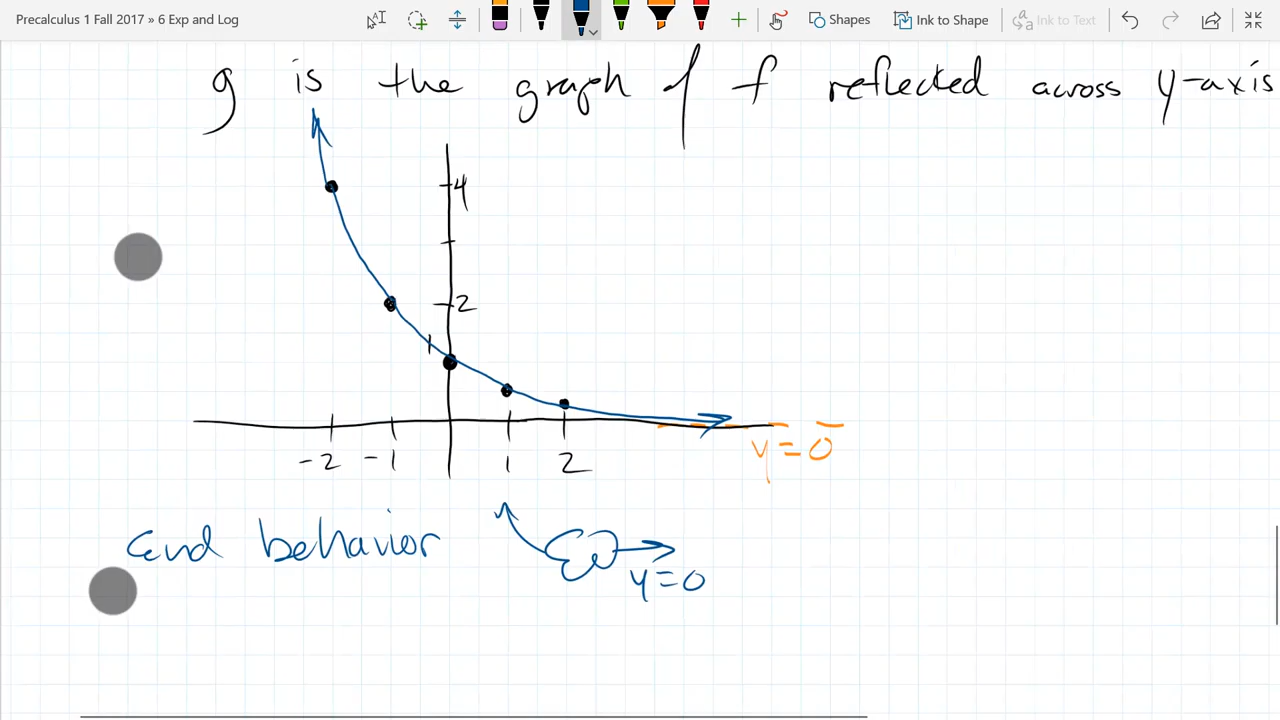 Precalculus 1 Fall 2017 » 6 Exp and Log
Shapes
Ink to Shape
Ink to Text
g is the graph of f reflected across y-axis
4
2
1
-2 -1 1 2
y=0
end behavior
y=0